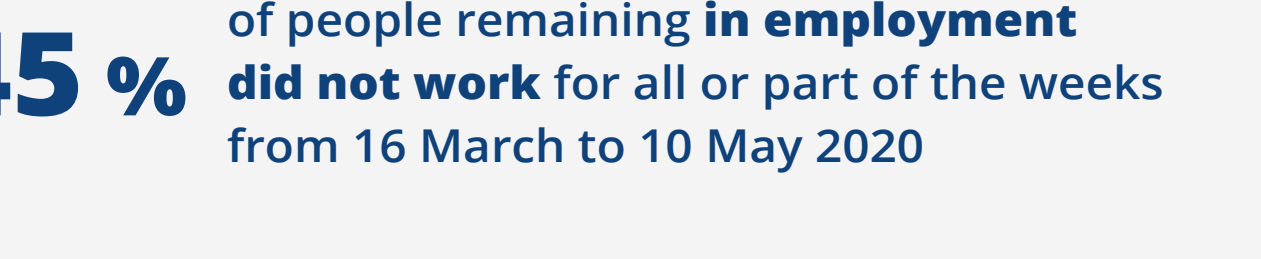 45 %
of people remaining in employment
did not work for all or part of the weeks
from 16 March to 10 May 2020